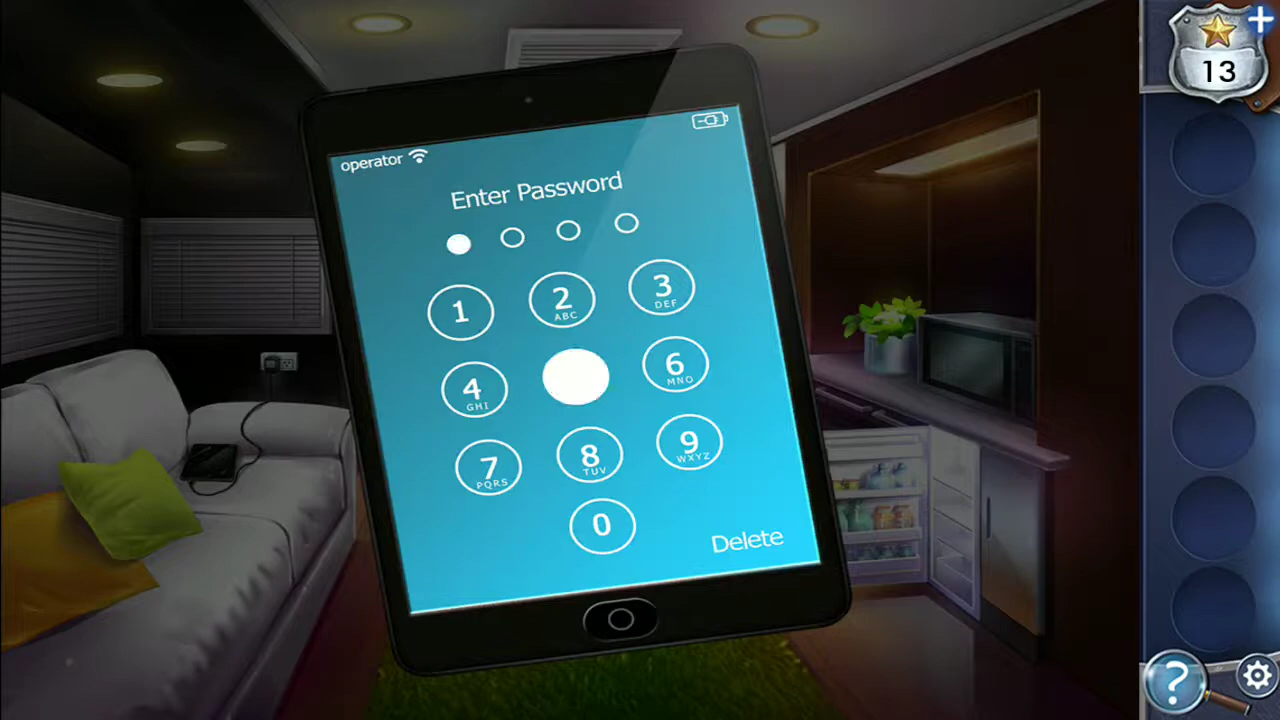 13
operator
Enter Password
1
2
ABC
3
DEF
4
GHI
6
MNO
7
PQRS
8
TUV
9
WXYZ
0
Delete
?